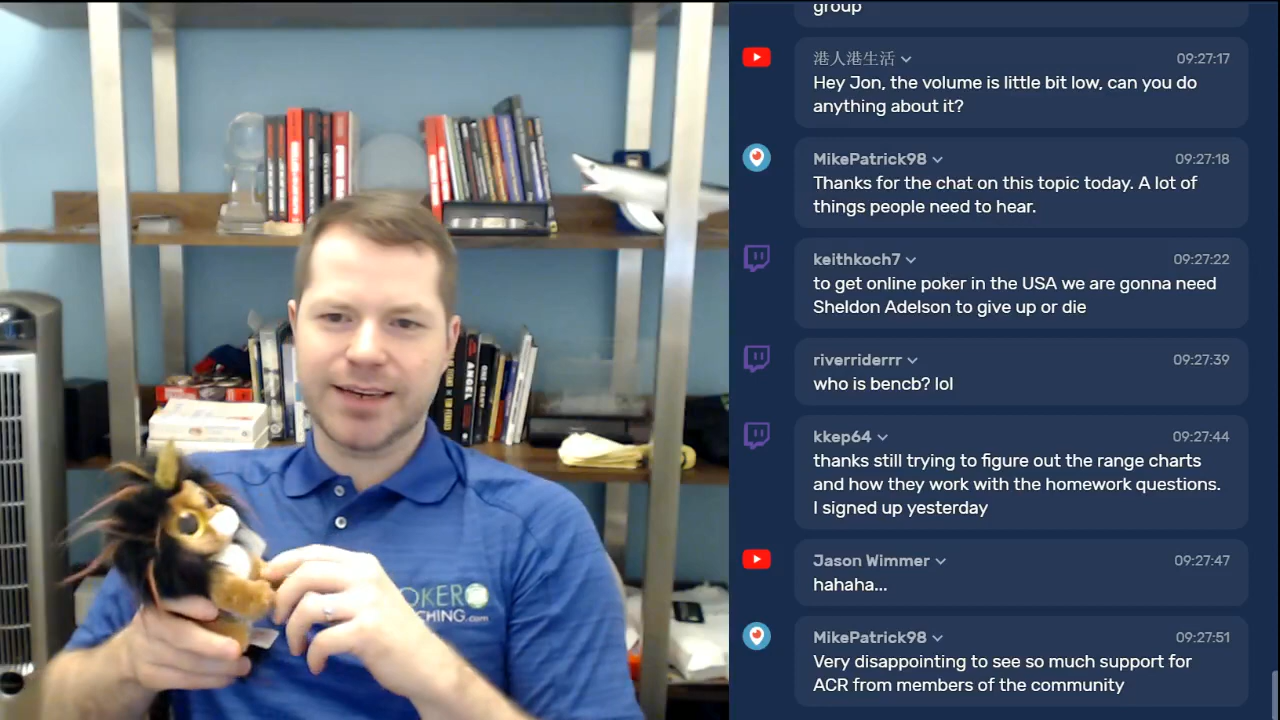 group
港人港生活
09:27:17
Hey Jon, the volume is little bit low, can you do
anything about it?
MikePatrick98
09:27:18
Thanks for the chat on this topic today. A lot of
things people need to hear.
keithkoch7
09:27:22
to get online poker in the USA we are gonna need
Sheldon Adelson to give up or die
riverriderrr
09:27:39
who is bencb? lol
kkep64
09:27:44
thanks still trying to figure out the range charts
and how they work with the homework questions.
I signed up yesterday
Jason Wimmer
09:27:47
hahaha...
MikePatrick98
09:27:51
Very disappointing to see so much support for
ACR from members of the community
OKER
CHING.com
ANGEL